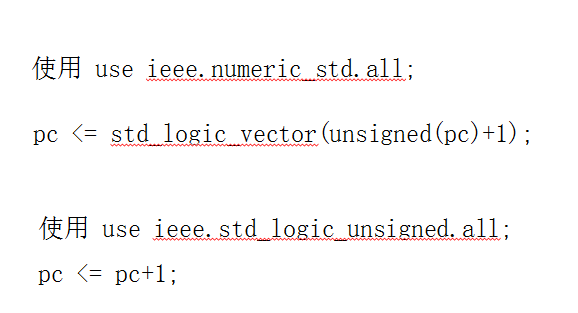 使用 use ieee.numeric_std.all;
pc <= std_logic_vector(unsigned(pc)+1);
使用 use ieee.std_logic_unsigned.all;
pc <= pc+1;